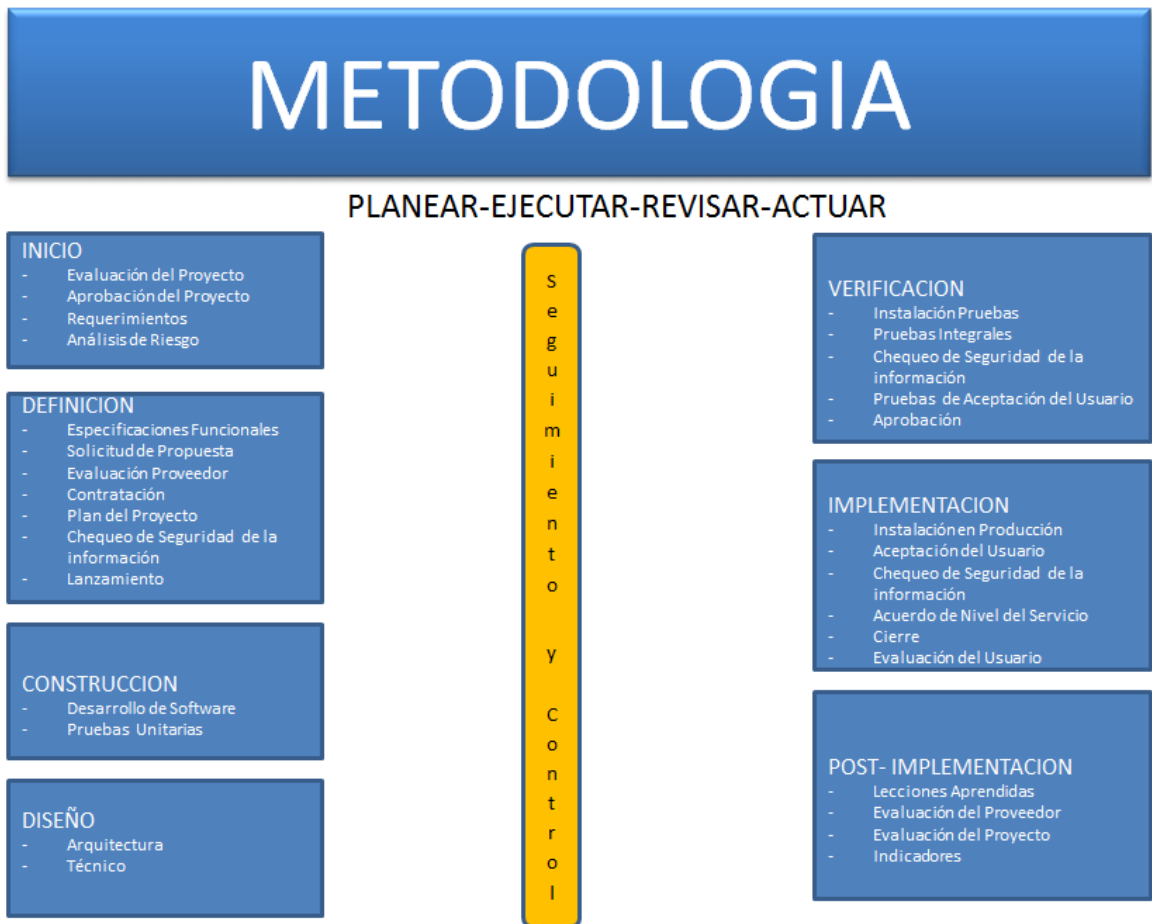 METODOLOGIA
PLANEAR-EJECUTAR-REVISAR-ACTUAR
INICIO
- Evaluación del Proyecto
- Aprobación del Proyecto
- Requerimientos
- Análisis de Riesgo
DEFINICION
- Especificaciones Funcionales
- Solicitud de Propuesta
- Evaluación Proveedor
- Contratación
- Plan del Proyecto
- Chequeo de Seguridad de la
información
- Lanzamiento
CONSTRUCCION
- Desarrollo de Software
- Pruebas Unitarias
DISEÑO
- Arquitectura
- Técnico
Seguimiento y Control
VERIFICACION
- Instalación Pruebas
- Pruebas Integrales
- Chequeo de Seguridad de la
información
- Pruebas de Aceptación del Usuario
- Aprobación
IMPLEMENTACION
- Instalación en Producción
- Aceptación del Usuario
- Chequeo de Seguridad de la
información
- Acuerdo de Nivel del Servicio
- Cierre
- Evaluación del Usuario
POST- IMPLEMENTACION
- Lecciones Aprendidas
- Evaluación del Proveedor
- Evaluación del Proyecto
- Indicadores